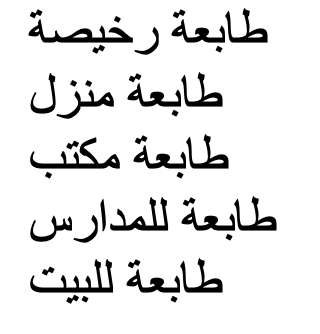 طابعة رخيصة
طابعة منزل
طابعة مكتب
طابعة للمدارس
طابعة للبيت